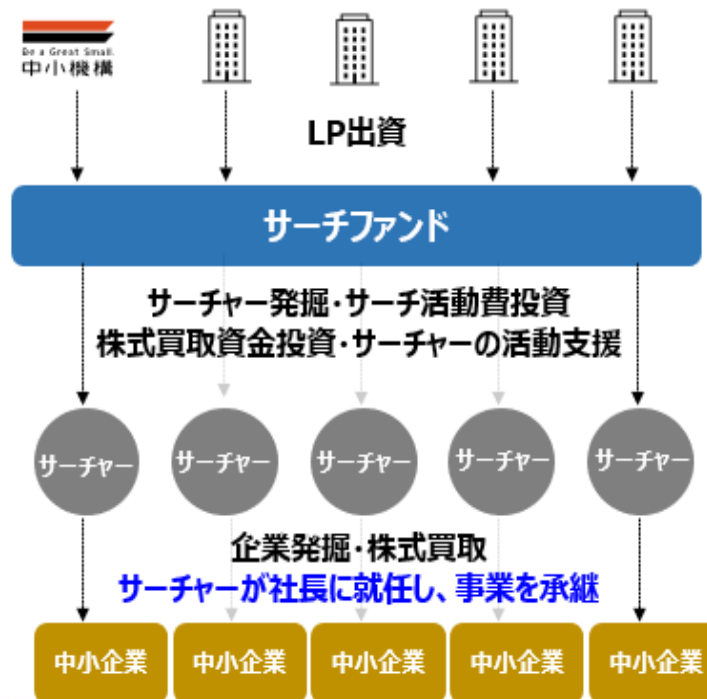 Be a Great Small.
中小機構
LP出資
サーチファンド
サーチャー発掘・サーチ活動費投資
株式買取資金投資・サーチャーの活動支援
サーチャー サーチャー サーチャー サーチャー サーチャー
企業発掘・株式買取
サーチャーが社長に就任し、事業を承継
中小企業 中小企業 中小企業 中小企業 中小企業